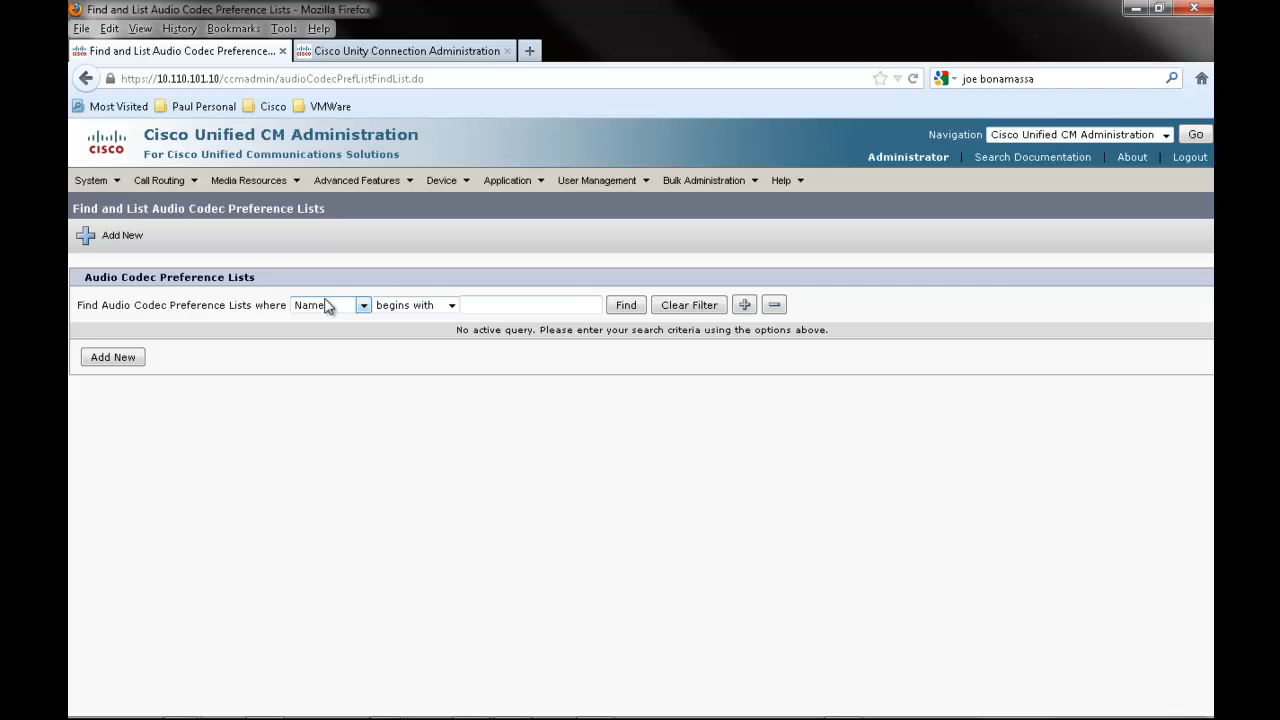 Find and List Audio Codec Preference Lists - Mozilla Firefox
File Edit View History Bookmarks Tools Help
Find and List Audio Codec Preference... Cisco Unity Connection Administration
https://10.110.101.10/ccmadmin/audioCodecPrefListFindList.do joe bonamassa
Most Visited Paul Personal Cisco VMWare
CISCO
Cisco Unified CM Administration
For Cisco Unified Communications Solutions
Navigation Cisco Unified CM Administration Go
Administrator | Search Documentation | About | Logout
System Call Routing Media Resources Advanced Features Device Application User Management Bulk Administration Help
Find and List Audio Codec Preference Lists
Add New
Audio Codec Preference Lists
Find Audio Codec Preference Lists where Name begins with Find Clear Filter
No active query. Please enter your search criteria using the options above.
Add New